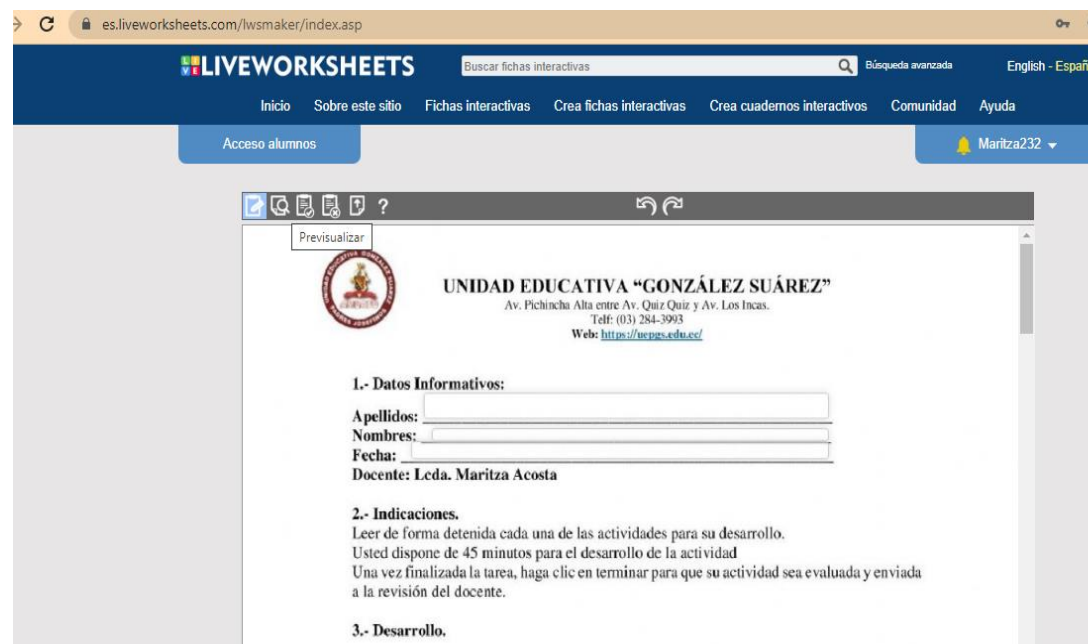 es.liveworksheets.com/lwsmaker/index.asp
LIVEWORKSHEETS
Buscar fichas interactivas
Búsqueda avanzada
English - Españ
Inicio Sobre este sitio Fichas interactivas Crea fichas interactivas Crea cuadernos interactivos Comunidad Ayuda
Acceso alumnos
Maritza232
?
Previsualizar
UNIDAD EDUCATIVA “GONZÁLEZ SUÁREZ”
Av. Pichincha Alta entre Av. Quiz Quiz y Av. Los Incas.
Telf: (03) 284-3993
Web: https://uepgs.edu.ec/
1.- Datos Informativos:
Apellidos:
Nombres:
Fecha:
Docente: Lcda. Maritza Acosta
2.- Indicaciones.
Leer de forma detenida cada una de las actividades para su desarrollo.
Usted dispone de 45 minutos para el desarrollo de la actividad
Una vez finalizada la tarea, haga clic en terminar para que su actividad sea evaluada y enviada
a la revisión del docente.
3.- Desarrollo.